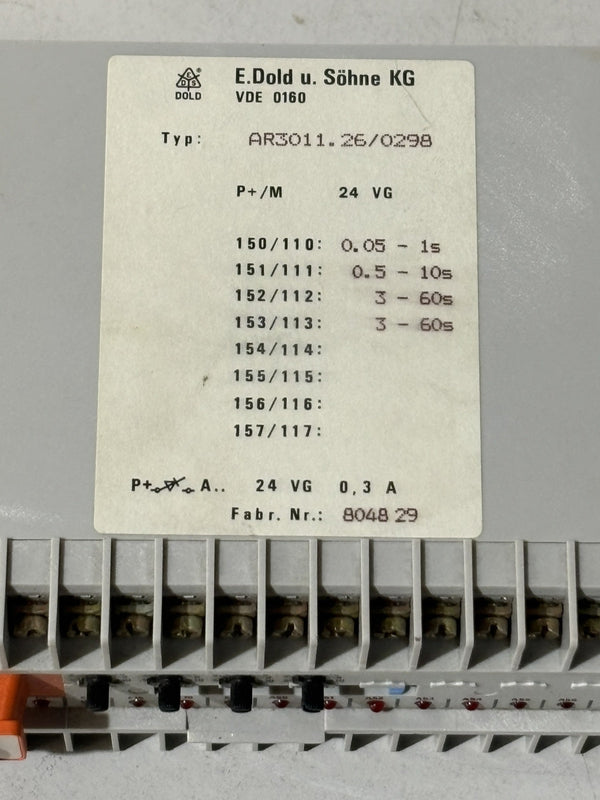 EDS
DOLD
E.Dold u. Söhne KG
VDE 0160
Typ: AR3011.26/0298
P+/M 24 VG
150/110: 0.05 - 1s
151/111: 0.5 - 10s
152/112: 3 - 60s
153/113: 3 - 60s
154/114:
155/115:
156/116:
157/117:
P+ A.. 24 VG 0,3 A
Fabr. Nr.: 804829